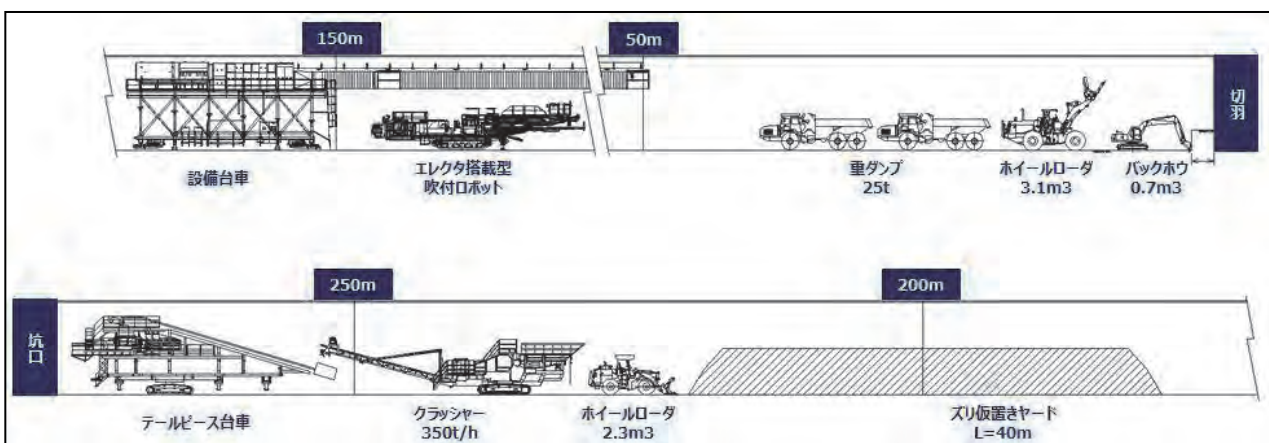 150m
50m
切羽
設備台車
エレクタ搭載型
吹付ロボット
重ダンプ
25t
ホイールローダ
3.1m3
バックホウ
0.7m3
250m
200m
坑口
テールピース台車
クラッシャー
350t/h
ホイールローダ
2.3m3
ズリ仮置きヤード
L=40m